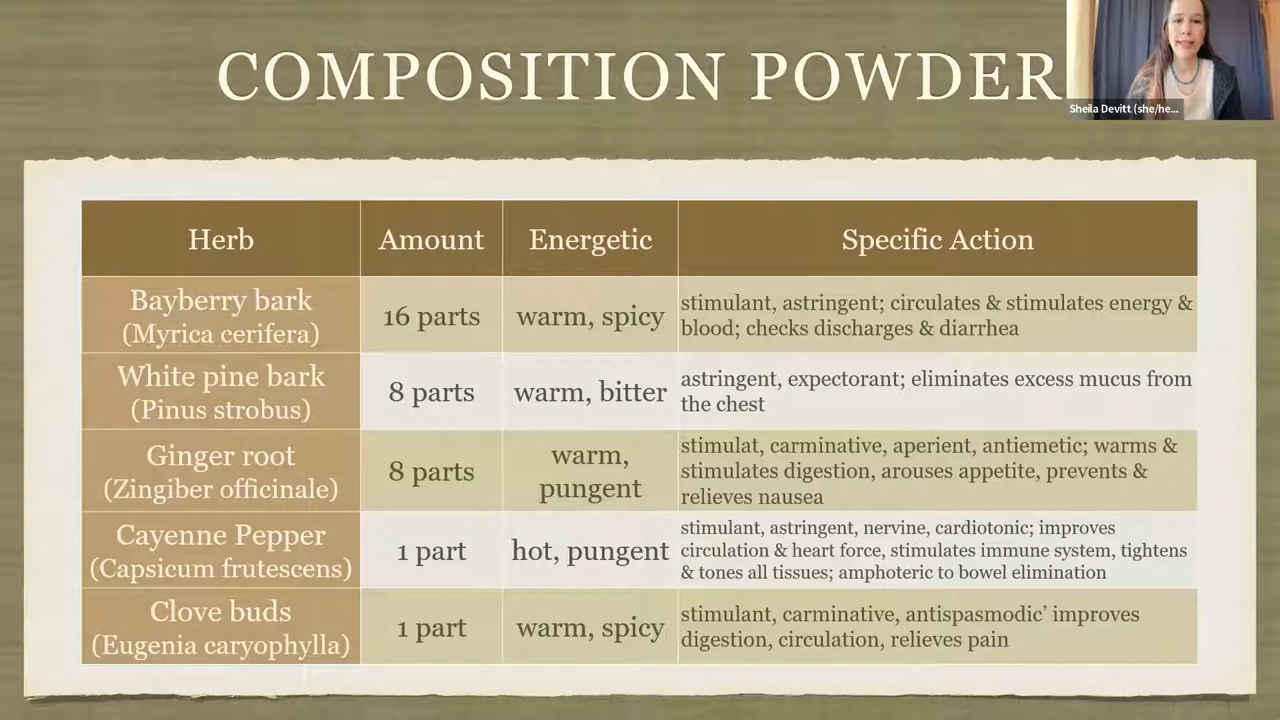 COMPOSITION POWDER
Sheila Devitt (she/he...
Herb
Amount
Energetic
Specific Action
Bayberry bark
(Myrica cerifera)
16 parts
warm, spicy
stimulant, astringent; circulates & stimulates energy &
blood; checks discharges & diarrhea
White pine bark
(Pinus strobus)
8 parts
warm, bitter
astringent, expectorant; eliminates excess mucus from
the chest
Ginger root
(Zingiber officinale)
8 parts
warm,
pungent
stimulat, carminative, aperient, antiemetic; warms &
stimulates digestion, arouses appetite, prevents &
relieves nausea
Cayenne Pepper
(Capsicum frutescens)
1 part
hot, pungent
stimulant, astringent, nervine, cardiotonic; improves
circulation & heart force, stimulates immune system, tightens
& tones all tissues; amphoteric to bowel elimination
Clove buds
(Eugenia caryophylla)
1 part
warm, spicy
stimulant, carminative, antispasmodic’ improves
digestion, circulation, relieves pain